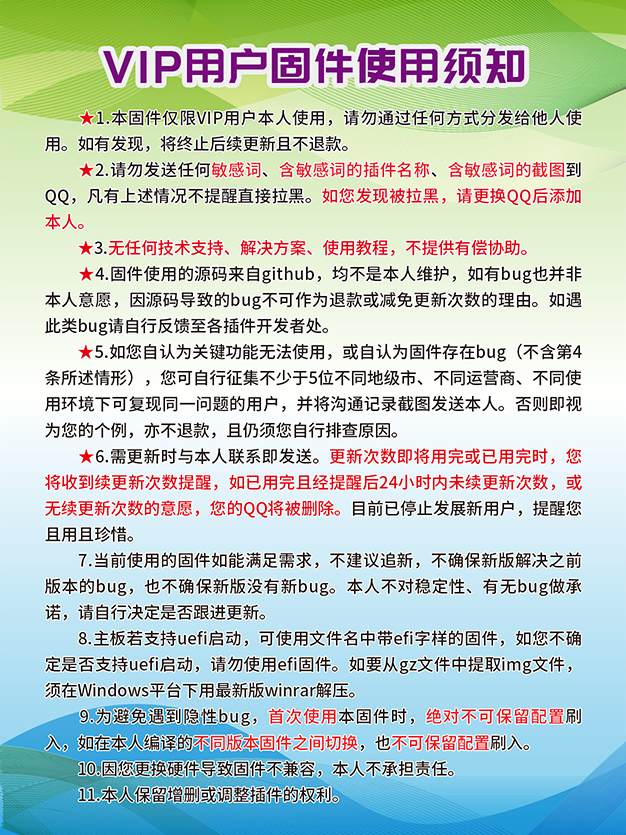 VIP用户固件使用须知
★1.本固件仅限VIP用户本人使用，请勿通过任何方式分发给他人使
用。如有发现，将终止后续更新且不退款。
★2.请勿发送任何敏感词、含敏感词的插件名称、含敏感词的截图到
QQ，凡有上述情况不提醒直接拉黑。如您发现被拉黑，请更换QQ后添加
本人。
★3.无任何技术支持、解决方案、使用教程，不提供有偿协助。
★4.固件使用的源码来自github，均不是本人维护，如有bug也并非
本人意愿，因源码导致的bug不可作为退款或减免更新次数的理由。如遇
此类bug请自行反馈至各插件开发者处。
★5.如您自认为关键功能无法使用，或自认为固件存在bug（不含第4
条所述情形），您可自行征集不少于5位不同地级市、不同运营商、不同使
用环境下可复现同一问题的用户，并将沟通记录截图发送本人。否则即视
为您的个例，亦不退款，且仍须您自行排查原因。
★6.需更新时与本人联系即发送。更新次数即将用完或已用完时，您
将收到续更新次数提醒，如已用完且经提醒后24小时内未续更新次数，或
无续更新次数的意愿，您的QQ将被删除。目前已停止发展新用户，提醒您
且用且珍惜。
7.当前使用的固件如能满足需求，不建议追新，不确保新版解决之前
版本的bug，也不确保新版没有新bug。本人不对稳定性、有无bug做承
诺，请自行决定是否跟进更新。
8.主板若支持uefi启动，可使用文件名中带efi字样的固件，如您不确
定是否支持uefi启动，请勿使用efi固件。如要从gz文件中提取img文件，
须在Windows平台下用最新版winrar解压。
9.为避免遇到隐性bug，首次使用本固件时，绝对不可保留配置刷
入，如在本人编译的不同版本固件之间切换，也不可保留配置刷入。
10.因您更换硬件导致固件不兼容，本人不承担责任。
11.本人保留增删或调整插件的权利。